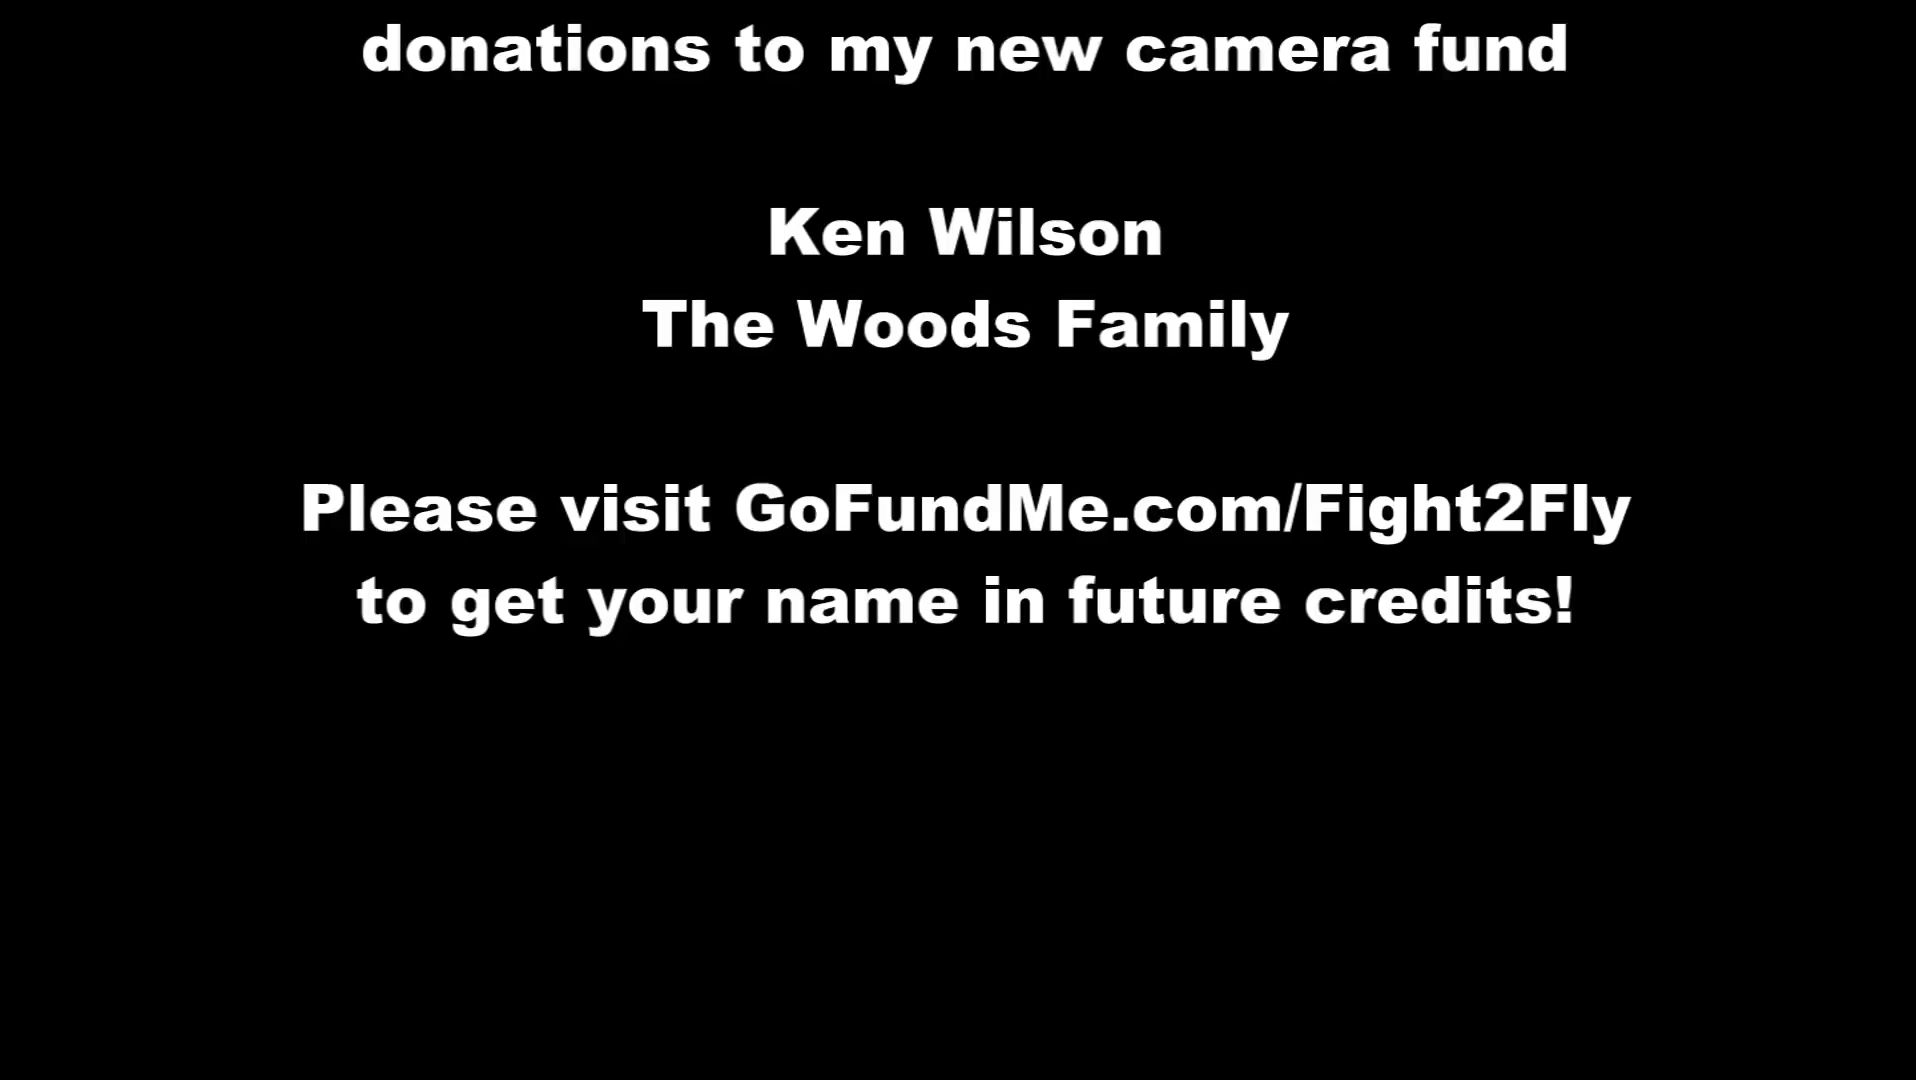 donations to my new camera fund
Ken Wilson
The Woods Family
Please visit GoFundMe.com/Fight2Fly
to get your name in future credits!